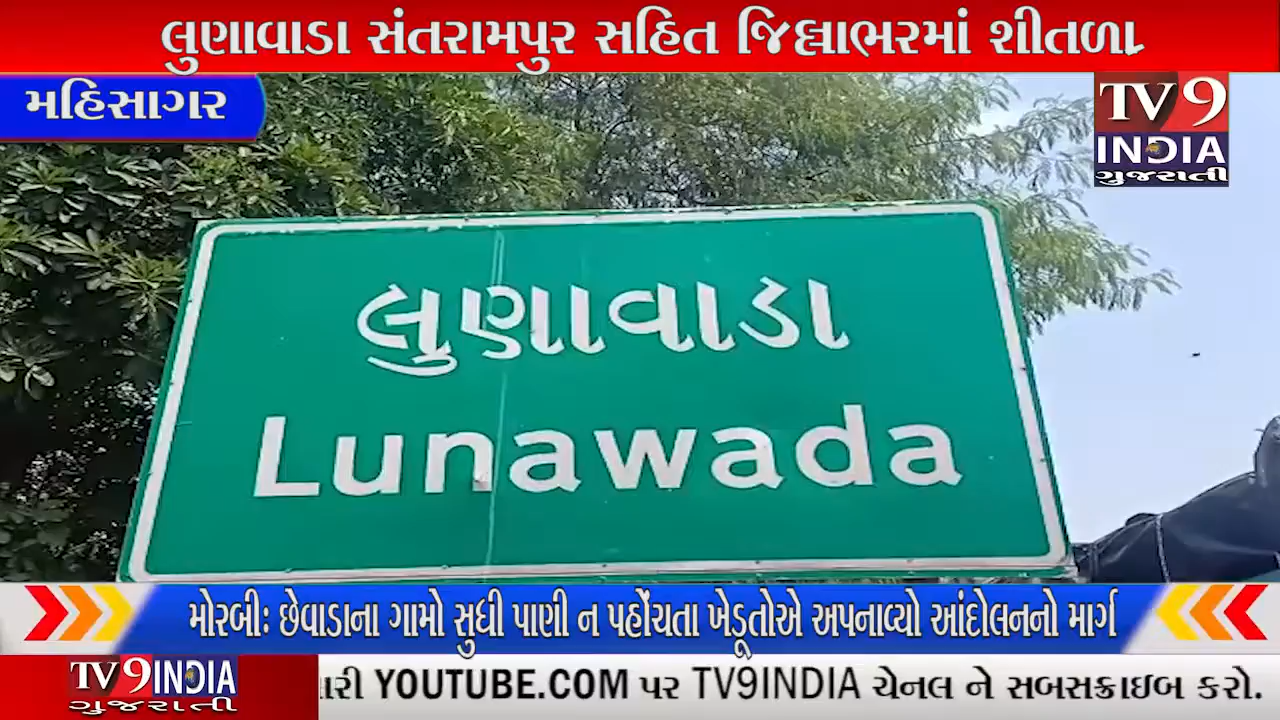 લુણાવાડા સંતરામપુર સહિત જિલ્લાભરમાં શીતળા
મહિસાગર
TV9
INDIA
ગુજરાતી
લુણાવાડા
Lunawada
મોરબી: છેવાડાના ગામો સુધી પાણી ન પહોંચતા ખેડૂતોએ અપનાવ્યો આંદોલનનો માર્ગ
TV9INDIA
ગુજરાતી
YOUTUBE.COM પર TV9INDIA ચેનલ ને સબસક્રાઇબ કરો.